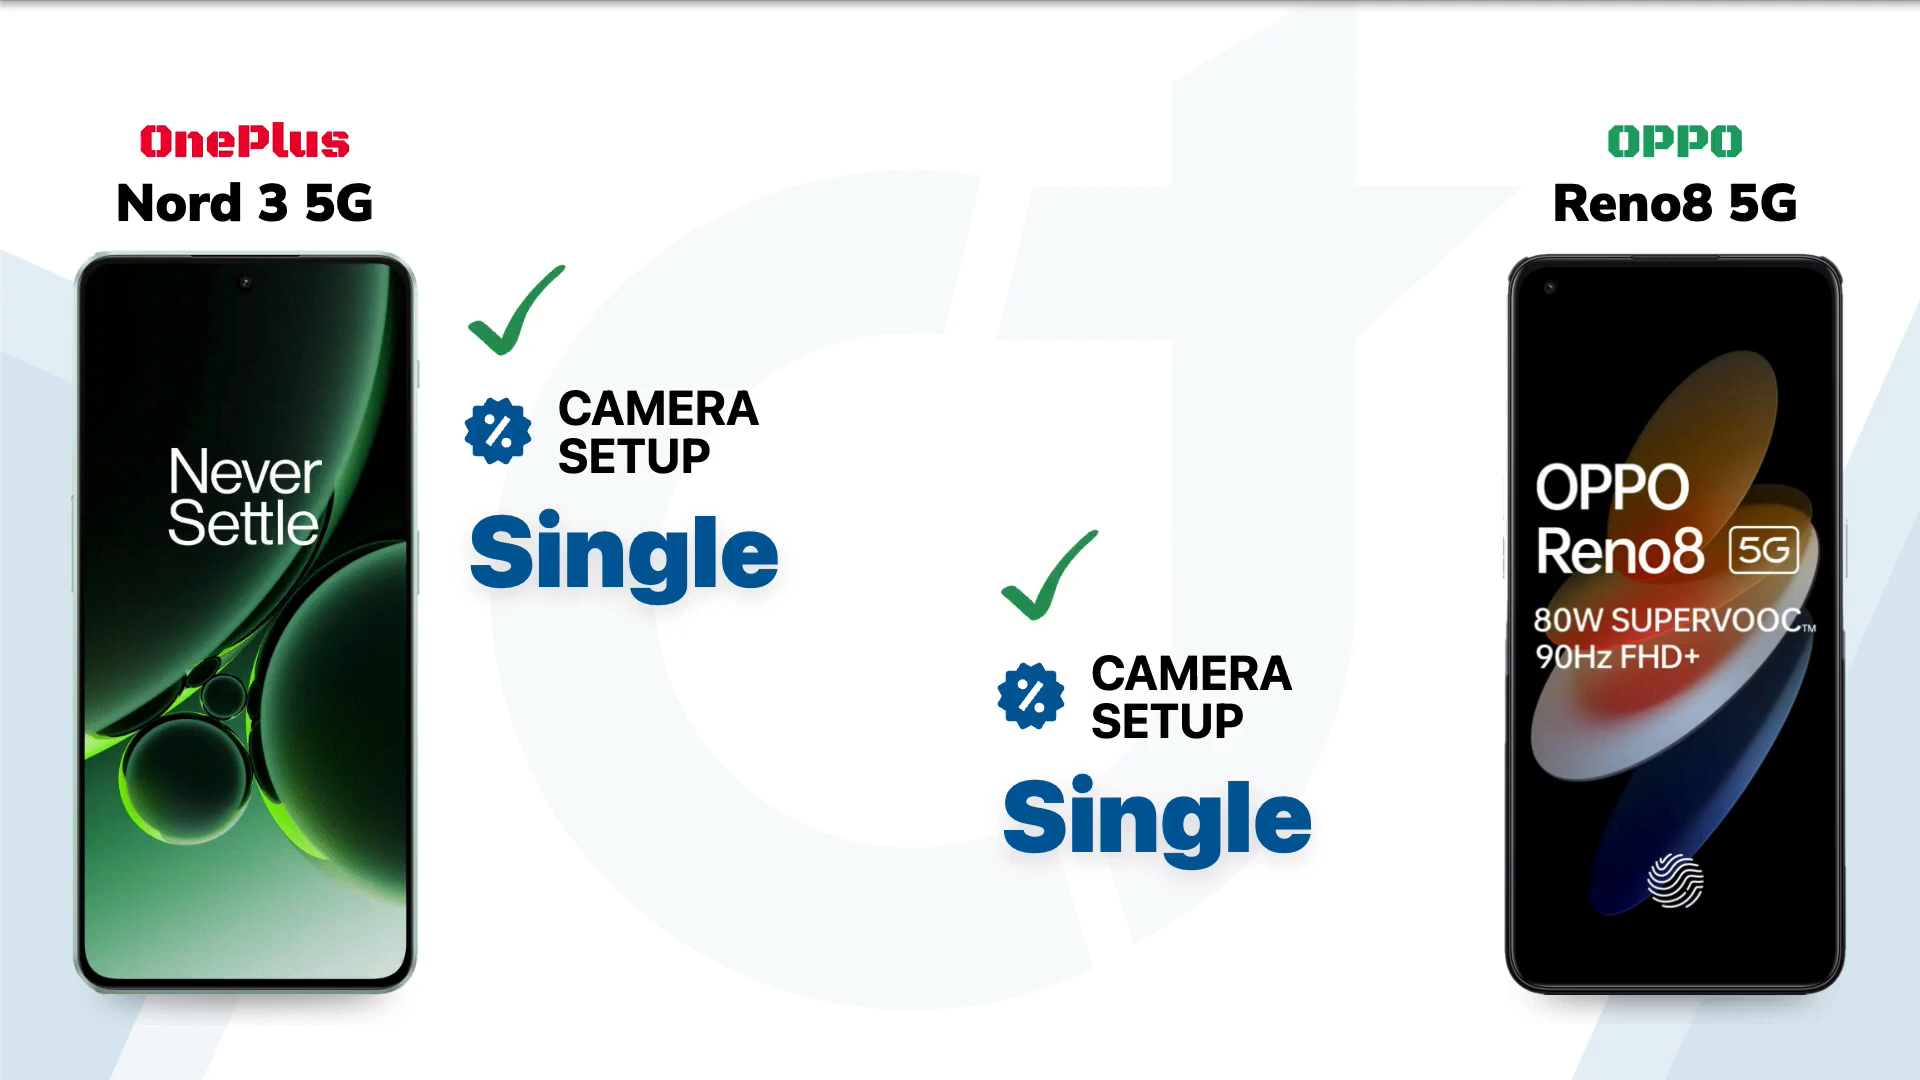 OnePlus
Nord 3 5G
Never
Settle
CAMERA
SETUP
Single
CAMERA
SETUP
Single
OPPO
Reno8 5G
OPPO
Reno8 5G
80W SUPERVOOC™
90Hz FHD+